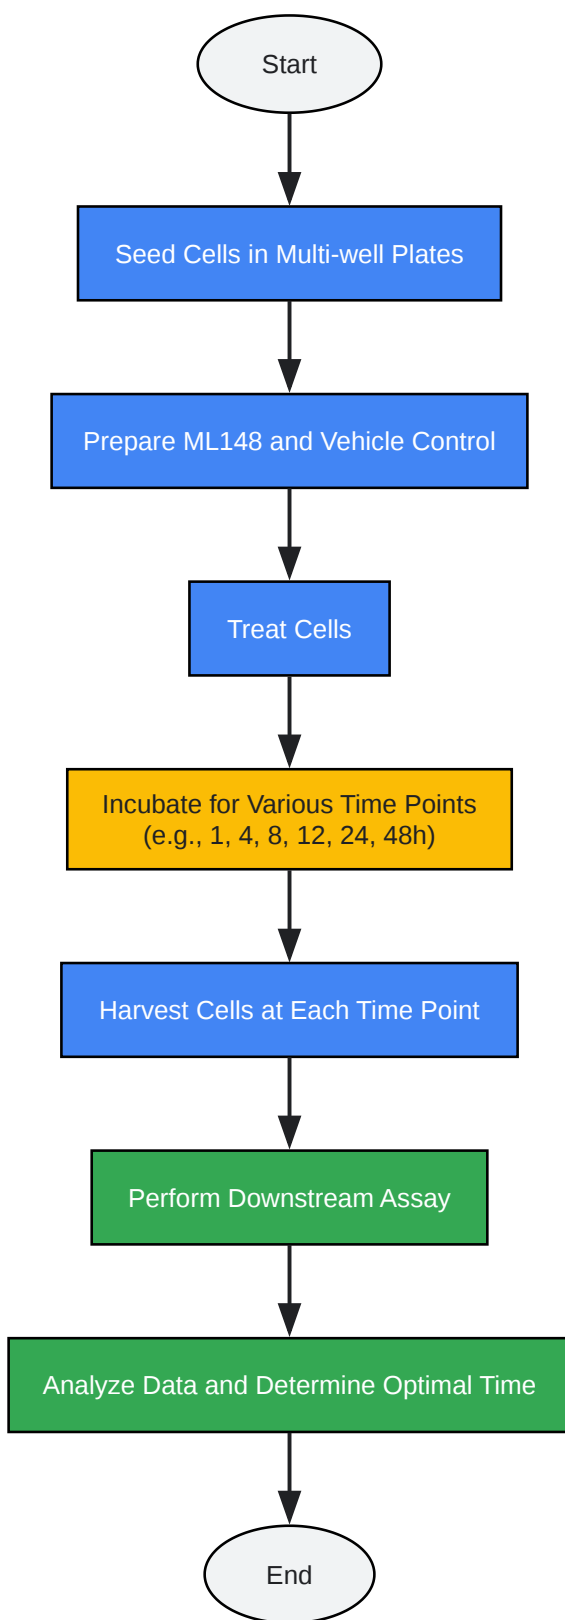 Start
Seed Cells in Multi-well Plates
Prepare ML148 and Vehicle Control
Treat Cells
Incubate for Various Time Points
(e.g., 1, 4, 8, 12, 24, 48h)
Harvest Cells at Each Time Point
Perform Downstream Assay
Analyze Data and Determine Optimal Time
End